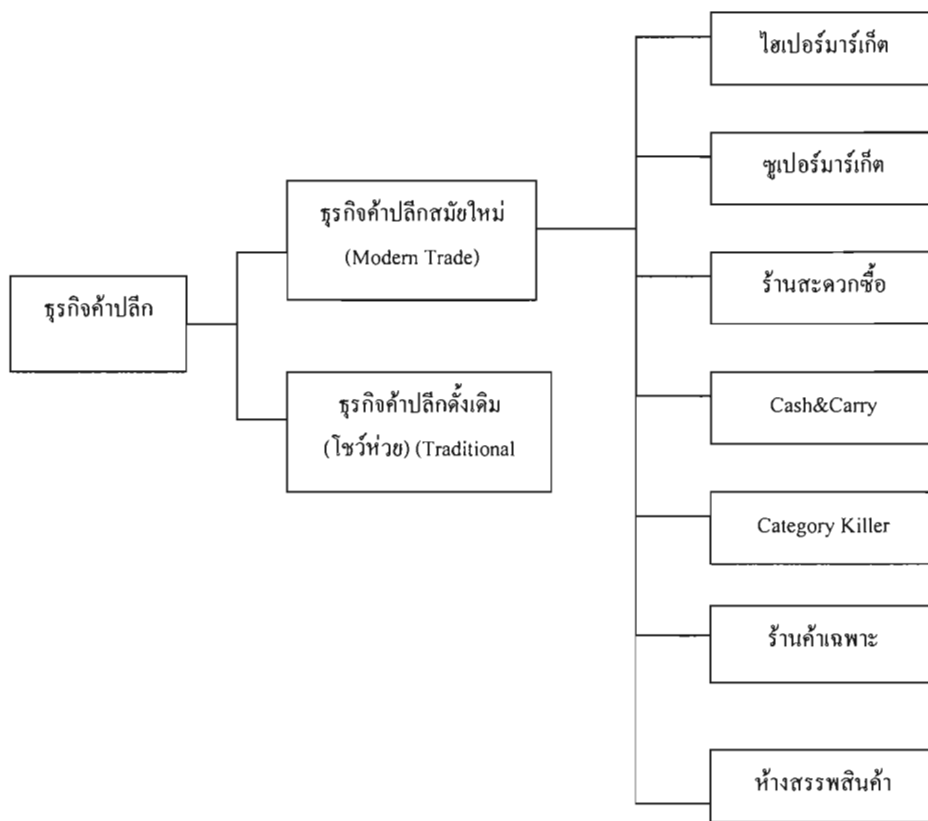 ธุรกิจค้าปลีก
ธุรกิจค้าปลีกสมัยใหม่
(Modern Trade)
ธุรกิจค้าปลีกดั้งเดิม
(โชว์ห่วย) (Traditional
ไฮเปอร์มาร์เก็ต
ซูเปอร์มาร์เก็ต
ร้านสะดวกซื้อ
Cash&Carry
Category Killer
ร้านค้าเฉพาะ
ห้างสรรพสินค้า